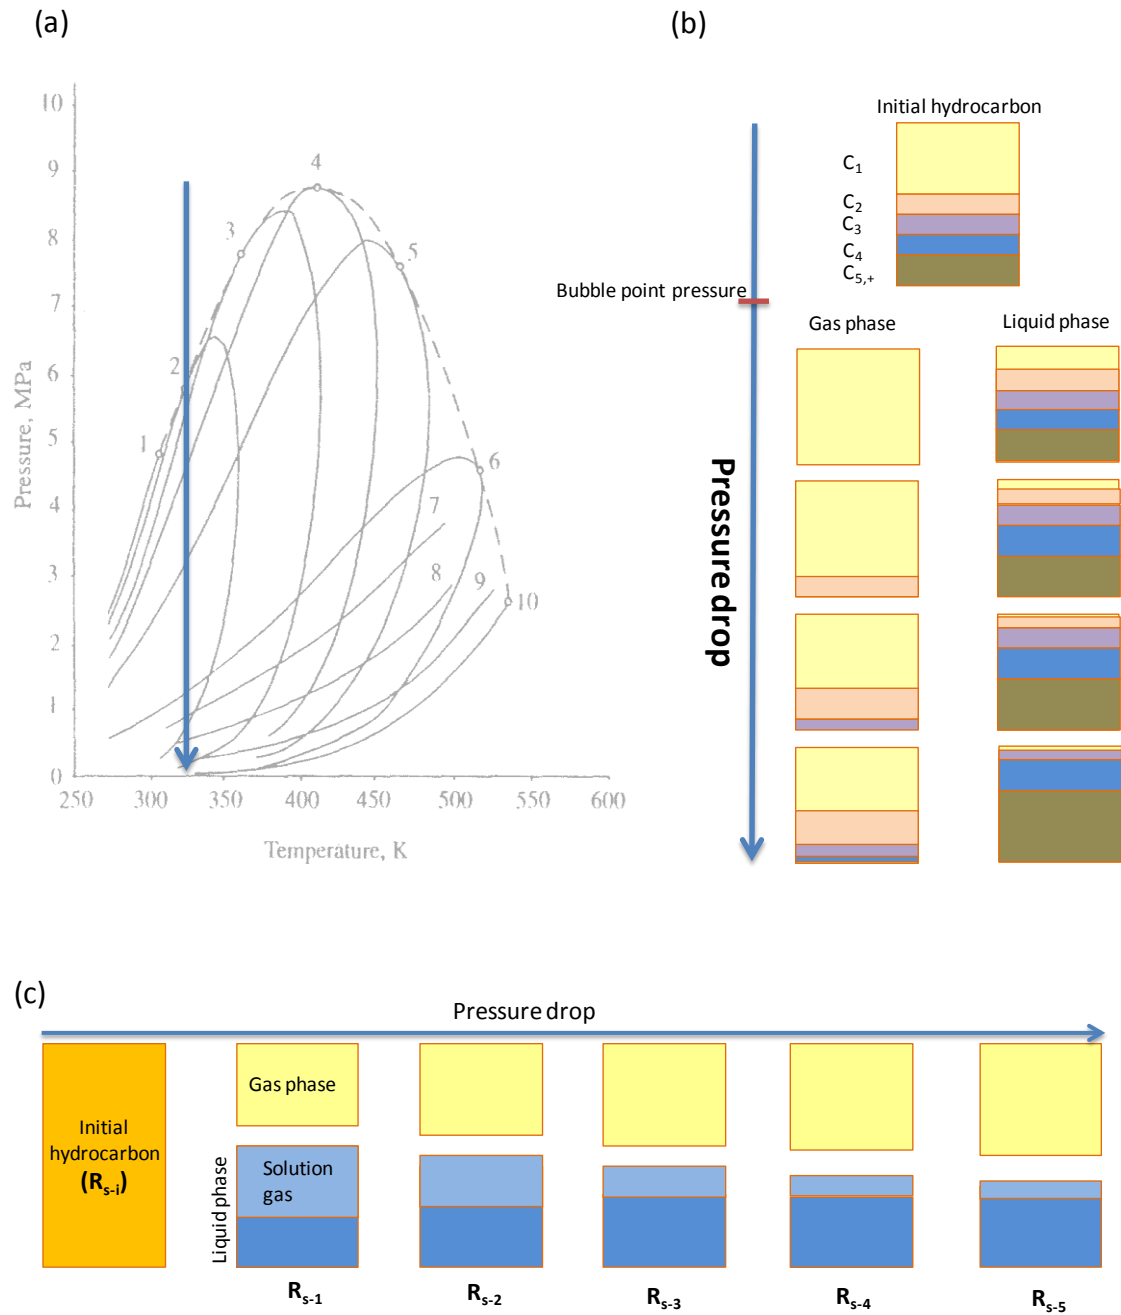 (a)
10
9
8
7
6
5
4
3
2
1
0
Pressure, MPa
250
300
350
400
450
500
550
600
Temperature, K
1
2
3
4
5
6
7
8
9
10
(b)
Initial hydrocarbon
C1
C2
C3
C4
C5,+
Bubble point pressure
Gas phase
Liquid phase
Pressure drop
(c)
Pressure drop
Initial
hydrocarbon
(Rs-i)
Gas phase
Liquid phase
Solution
gas
Rs-1
Rs-2
Rs-3
Rs-4
Rs-5